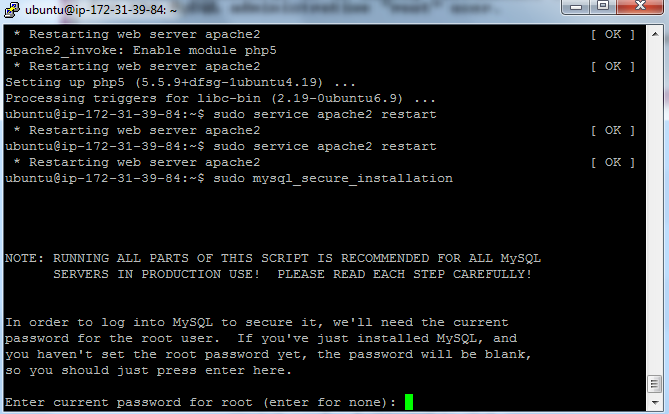 ubuntu@ip-172-31-39-84: ~
* Restarting web server apache2 [ OK ]
apache2_invoke: Enable module php5
* Restarting web server apache2 [ OK ]
Setting up php5 (5.5.9+dfsg-1ubuntu4.19) ...
Processing triggers for libc-bin (2.19-0ubuntu6.9) ...
ubuntu@ip-172-31-39-84:~$ sudo service apache2 restart
* Restarting web server apache2 [ OK ]
ubuntu@ip-172-31-39-84:~$ sudo service apache2 restart
* Restarting web server apache2 [ OK ]
ubuntu@ip-172-31-39-84:~$ sudo mysql_secure_installation
NOTE: RUNNING ALL PARTS OF THIS SCRIPT IS RECOMMENDED FOR ALL MySQL
SERVERS IN PRODUCTION USE!  PLEASE READ EACH STEP CAREFULLY!
In order to log into MySQL to secure it, we'll need the current
password for the root user.  If you've just installed MySQL, and
you haven't set the root password yet, the password will be blank,
so you should just press enter here.
Enter current password for root (enter for none):